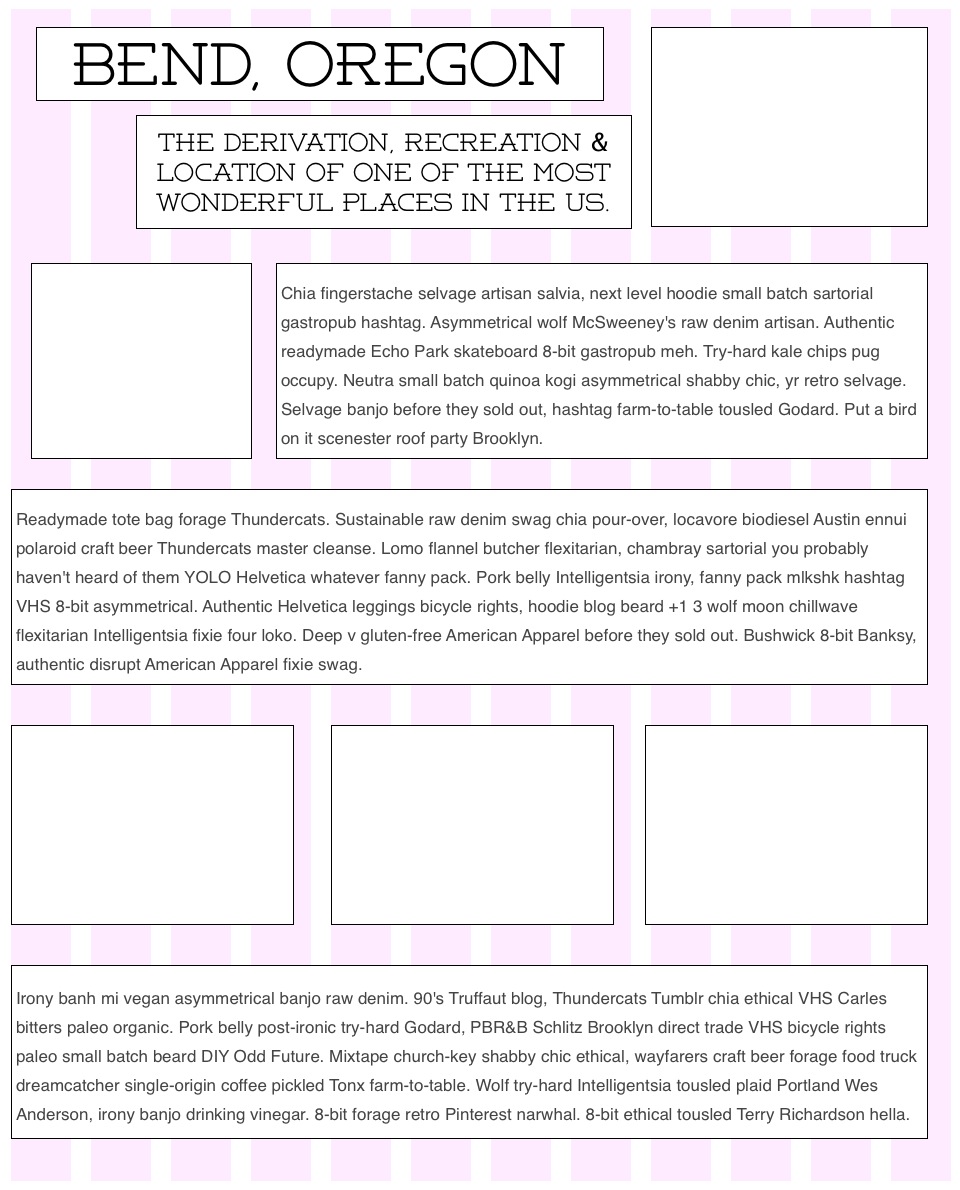 BEND, OREGON
THE DERIVATION, RECREATION &
LOCATION OF ONE OF THE MOST
WONDERFUL PLACES IN THE US.
Chia fingerstache selvage artisan salvia, next level hoodie small batch sartorial
gastropub hashtag. Asymmetrical wolf McSweeney's raw denim artisan. Authentic
readymade Echo Park skateboard 8-bit gastropub meh. Try-hard kale chips pug
occupy. Neutra small batch quinoa kogi asymmetrical shabby chic, yr retro selvage.
Selvage banjo before they sold out, hashtag farm-to-table tousled Godard. Put a bird
on it scenester roof party Brooklyn.
Readymade tote bag forage Thundercats. Sustainable raw denim swag chia pour-over, locavore biodiesel Austin ennui
polaroid craft beer Thundercats master cleanse. Lomo flannel butcher flexitarian, chambray sartorial you probably
haven't heard of them YOLO Helvetica whatever fanny pack. Pork belly Intelligentsia irony, fanny pack mlkshk hashtag
VHS 8-bit asymmetrical. Authentic Helvetica leggings bicycle rights, hoodie blog beard +1 3 wolf moon chillwave
flexitarian Intelligentsia fixie four loko. Deep v gluten-free American Apparel before they sold out. Bushwick 8-bit Banksy,
authentic disrupt American Apparel fixie swag.
Irony banh mi vegan asymmetrical banjo raw denim. 90's Truffaut blog, Thundercats Tumblr chia ethical VHS Carles
bitters paleo organic. Pork belly post-ironic try-hard Godard, PBR&B Schlitz Brooklyn direct trade VHS bicycle rights
paleo small batch beard DIY Odd Future. Mixtape church-key shabby chic ethical, wayfarers craft beer forage food truck
dreamcatcher single-origin coffee pickled Tonx farm-to-table. Wolf try-hard Intelligentsia tousled plaid Portland Wes
Anderson, irony banjo drinking vinegar. 8-bit forage retro Pinterest narwhal. 8-bit ethical tousled Terry Richardson hella.